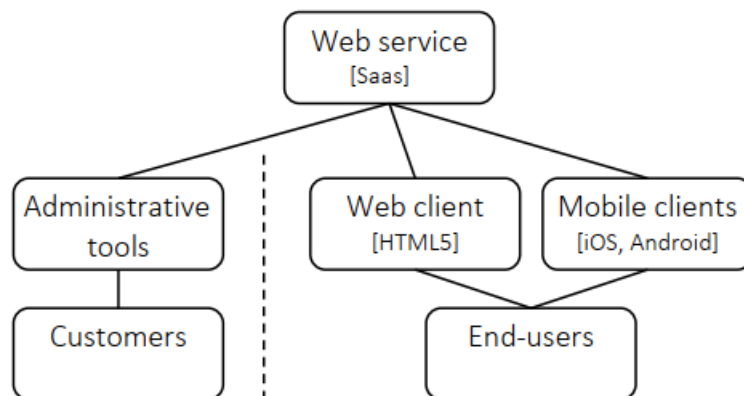 Web service
[Saas]
Administrative
tools
Web client
[HTML5]
Mobile clients
[iOS, Android]
Customers
End-users